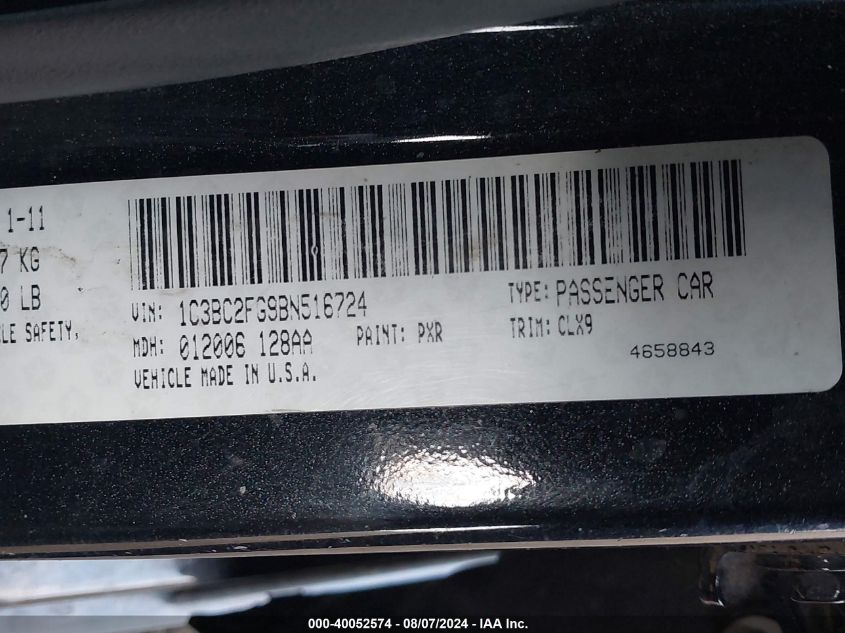 1-11
7 KG
0 LB
LE SAFETY,
VIN: 1C3BC2FG9BN516724
TYPE: PASSENGER CAR
MDH: 012006 128AA
PAINT: PXR
TRIM: CLX9
VEHICLE MADE IN U.S.A.
4658843
000-40052574 - 08/07/2024 - IAA Inc.